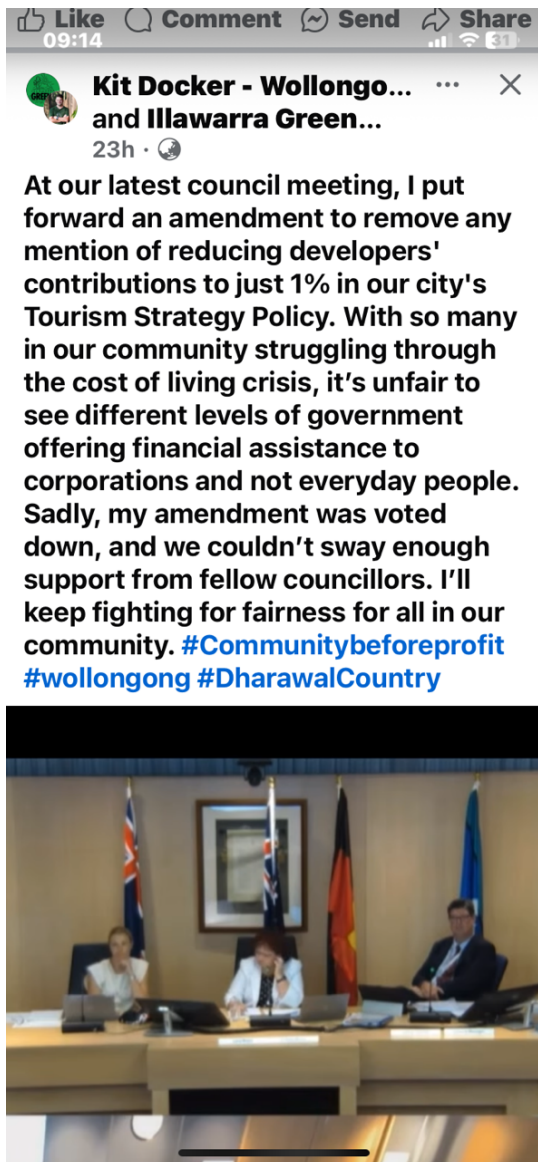 Like Comment Send Share
09:14 31
GREEN
Kit Docker - Wollongo... ...
and Illawarra Green...
23h ·
At our latest council meeting, I put
forward an amendment to remove any
mention of reducing developers'
contributions to just 1% in our city's
Tourism Strategy Policy. With so many
in our community struggling through
the cost of living crisis, it’s unfair to
see different levels of government
offering financial assistance to
corporations and not everyday people.
Sadly, my amendment was voted
down, and we couldn’t sway enough
support from fellow councillors. I’ll
keep fighting for fairness for all in our
community. #Communitybeforeprofit
#wollongong #DharawalCountry